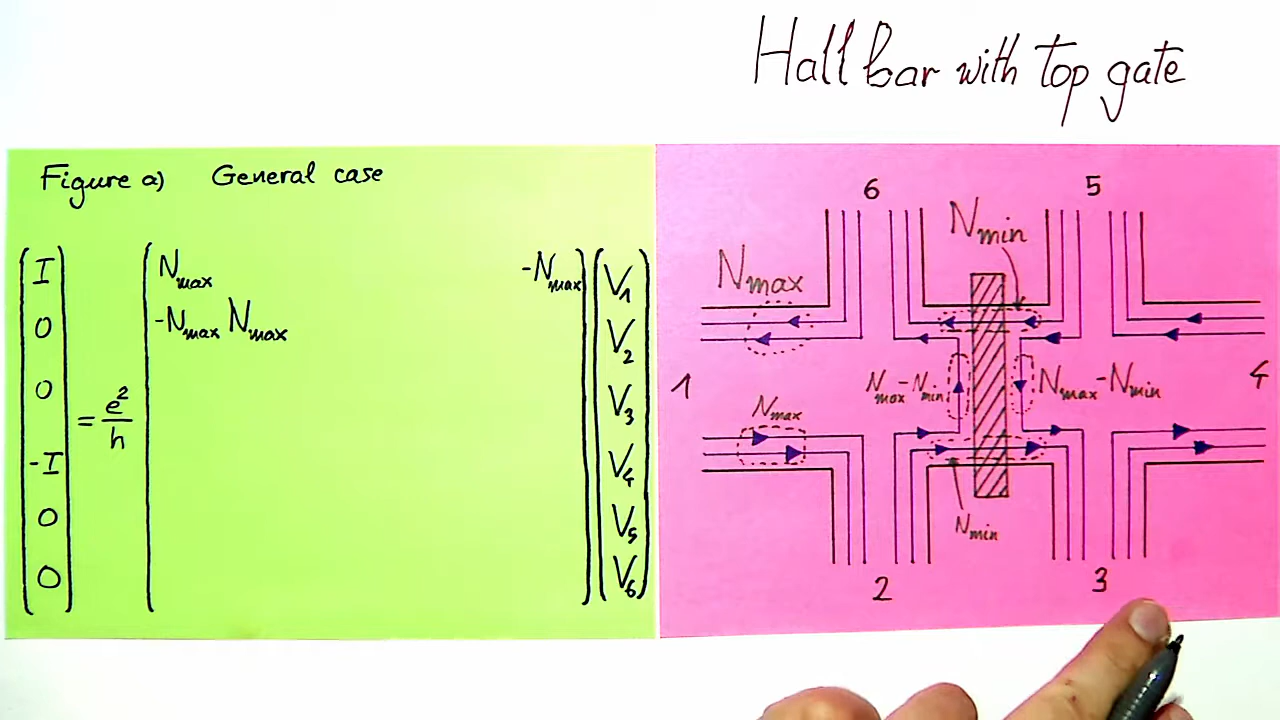 Hall bar with top gate
Figure a) General case
I
0
0
-I
0
0
= e²/h
N_max -N_max
-N_max N_max
V₁
V₂
V₃
V₄
V₅
V₆
6 5
N_min
N_max
1
N_max-N_min
N_max-N_min
4
N_max
N_min
2 3